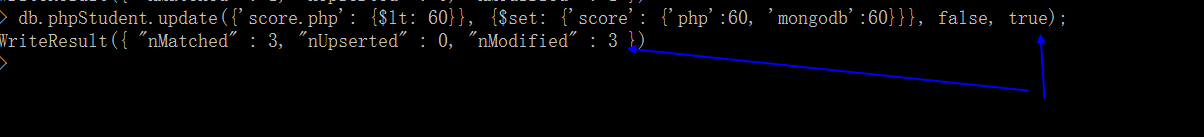 > db.phpStudent.update({'score.php': {$lt: 60}}, {$set: {'score': {'php':60, 'mongodb':60}}}, false, true);
WriteResult({ "nMatched" : 3, "nUpserted" : 0, "nModified" : 3 })
>